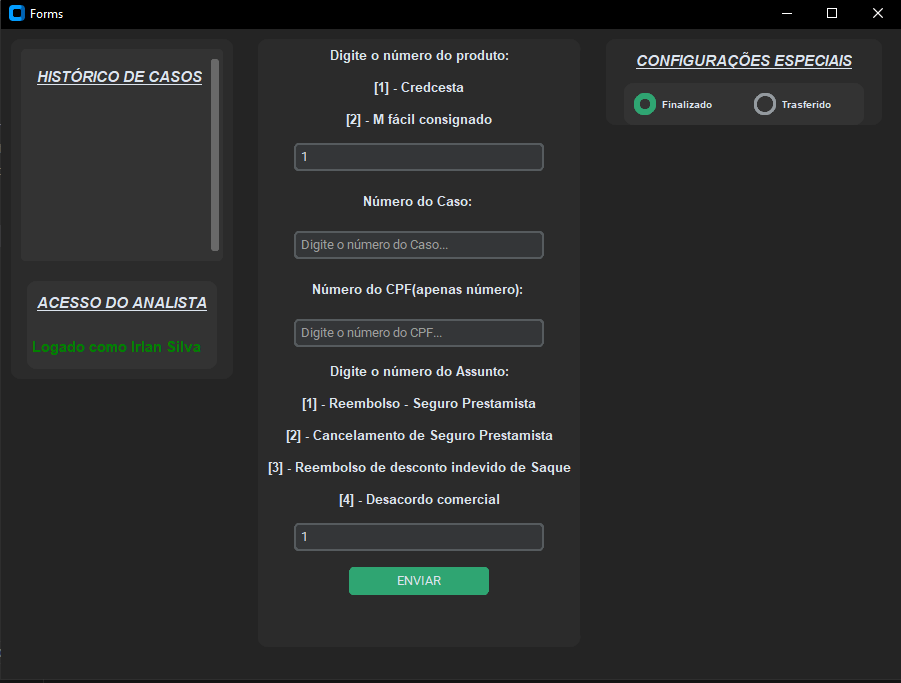 Forms
HISTÓRICO DE CASOS
ACESSO DO ANALISTA
Logado como Irlan Silva
Digite o número do produto:
[1] - Credcesta
[2] - M fácil consignado
1
Número do Caso:
Digite o número do Caso...
Número do CPF(apenas número):
Digite o número do CPF...
Digite o número do Assunto:
[1] - Reembolso - Seguro Prestamista
[2] - Cancelamento de Seguro Prestamista
[3] - Reembolso de desconto indevido de Saque
[4] - Desacordo comercial
1
ENVIAR
CONFIGURAÇÕES ESPECIAIS
Finalizado
Trasferido